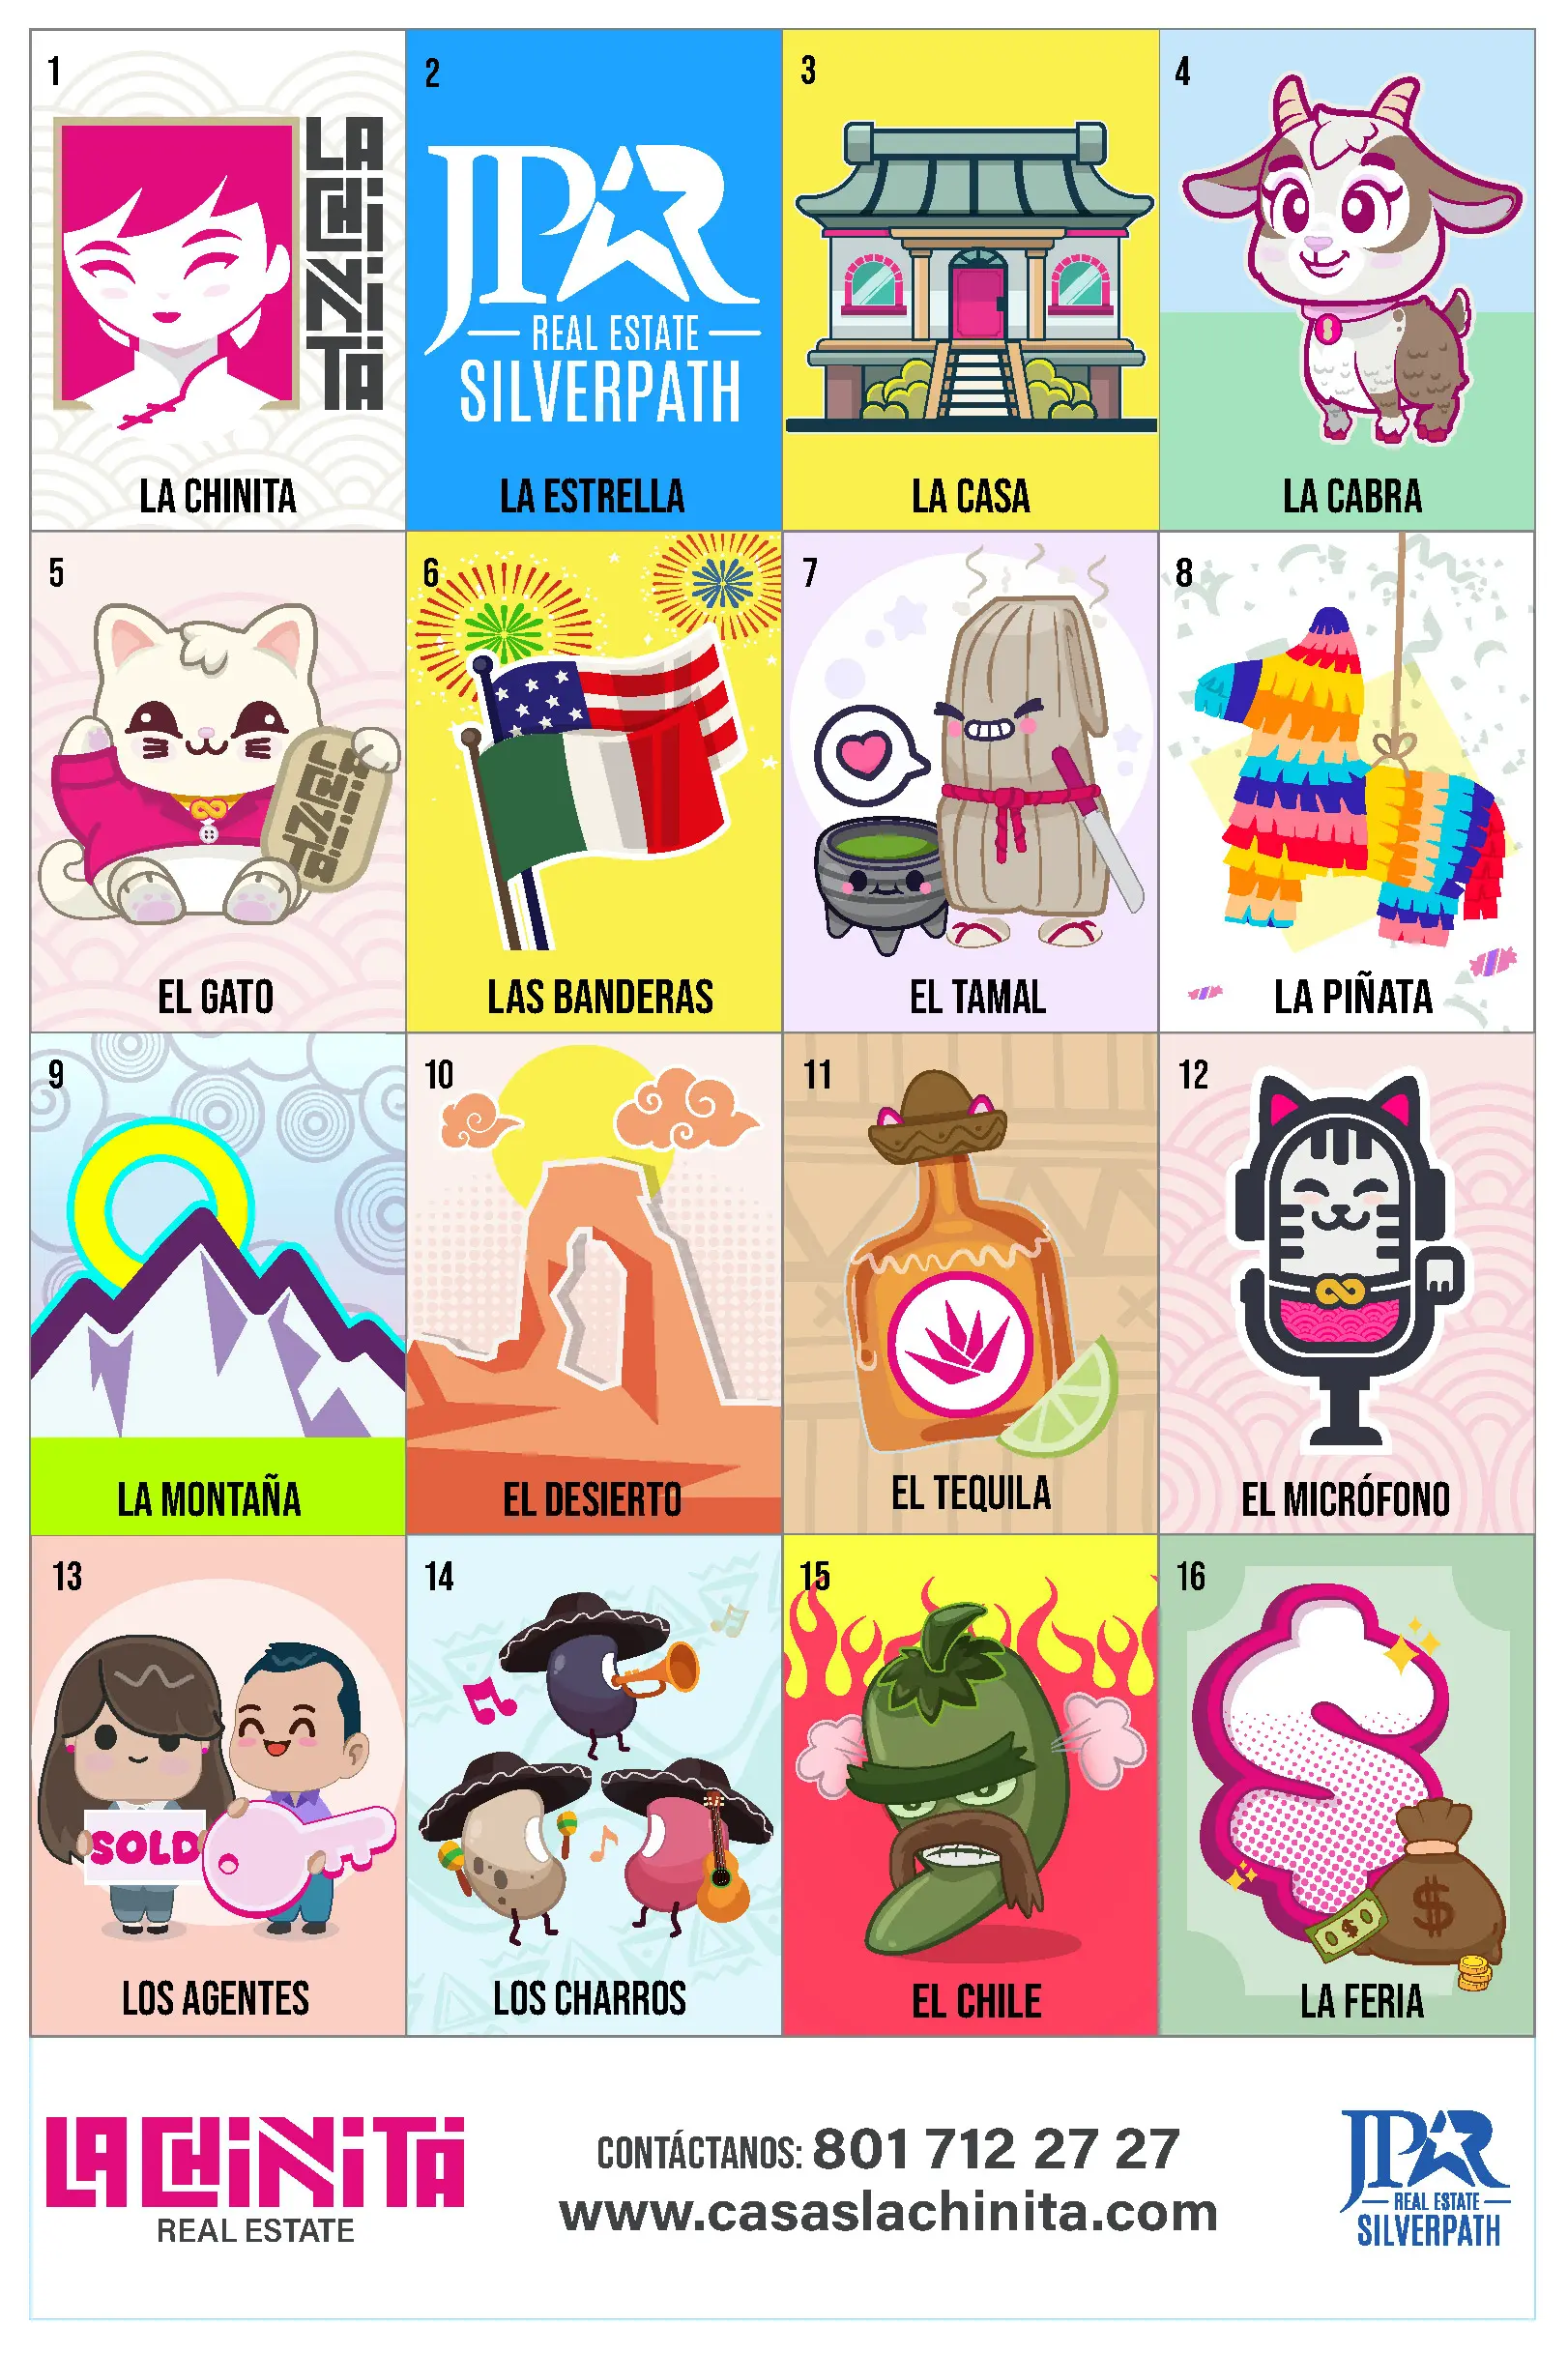 1
LA CHINITA
LA CHINITA
2
JPR
REAL ESTATE
SILVERPATH
LA ESTRELLA
3
LA CASA
4
LA CABRA
5
LA CHINITA
EL GATO
6
LAS BANDERAS
7
EL TAMAL
8
LA PIÑATA
9
LA MONTAÑA
10
EL DESIERTO
11
EL TEQUILA
12
EL MICRÓFONO
13
SOLD
LOS AGENTES
14
LOS CHARROS
15
EL CHILE
16
$
$
LA FERIA
LA CHINITA
REAL ESTATE
CONTÁCTANOS: 801 712 27 27
www.casaslachinita.com
JPR
REAL ESTATE
SILVERPATH